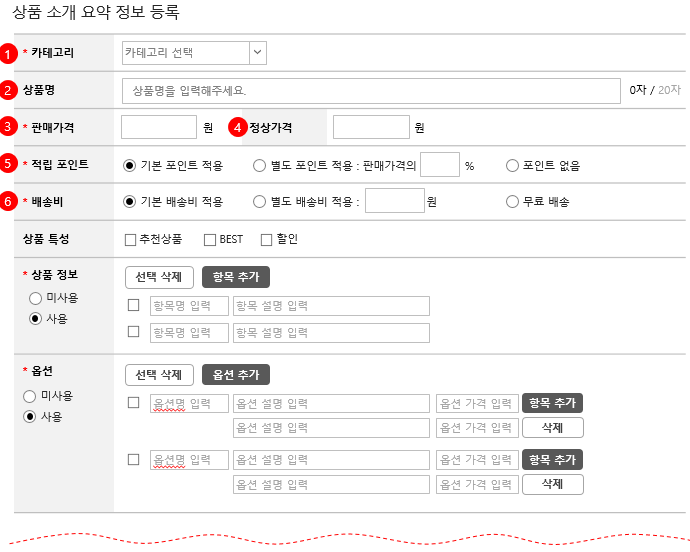 상품 소개 요약 정보 등록
1 * 카테고리 카테고리 선택
2 상품명 상품명을 입력해주세요. 0자 / 20자
3 * 판매가격 원 4 정상가격 원
5 * 적립 포인트 기본 포인트 적용 별도 포인트 적용 : 판매가격의 % 포인트 없음
6 * 배송비 기본 배송비 적용 별도 배송비 적용 : 원 무료 배송
상품 특성 추천상품 BEST 할인
* 상품 정보 선택 삭제 항목 추가
미사용 항목명 입력 항목 설명 입력
사용 항목명 입력 항목 설명 입력
* 옵션 선택 삭제 옵션 추가
미사용 옵션명 입력 옵션 설명 입력 옵션 가격 입력 항목 추가
사용 옵션 설명 입력 옵션 가격 입력 삭제
옵션명 입력 옵션 설명 입력 옵션 가격 입력 항목 추가
옵션 설명 입력 옵션 가격 입력 삭제